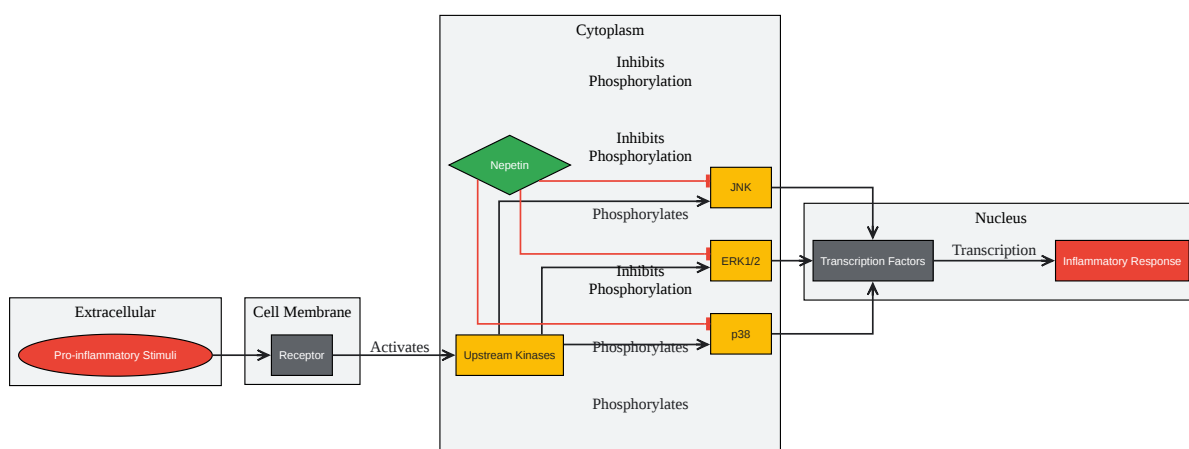 Cytoplasm
Inhibits
Phosphorylation
Inhibits
Phosphorylation
Nepetin
JNK
Phosphorylates
Nucleus
ERK1/2
Transcription Factors
Transcription
Inflammatory Response
Inhibits
Phosphorylation
Extracellular
Cell Membrane
p38
Pro-inflammatory Stimuli
Receptor
Activates
Upstream Kinases
Phosphorylates
Phosphorylates